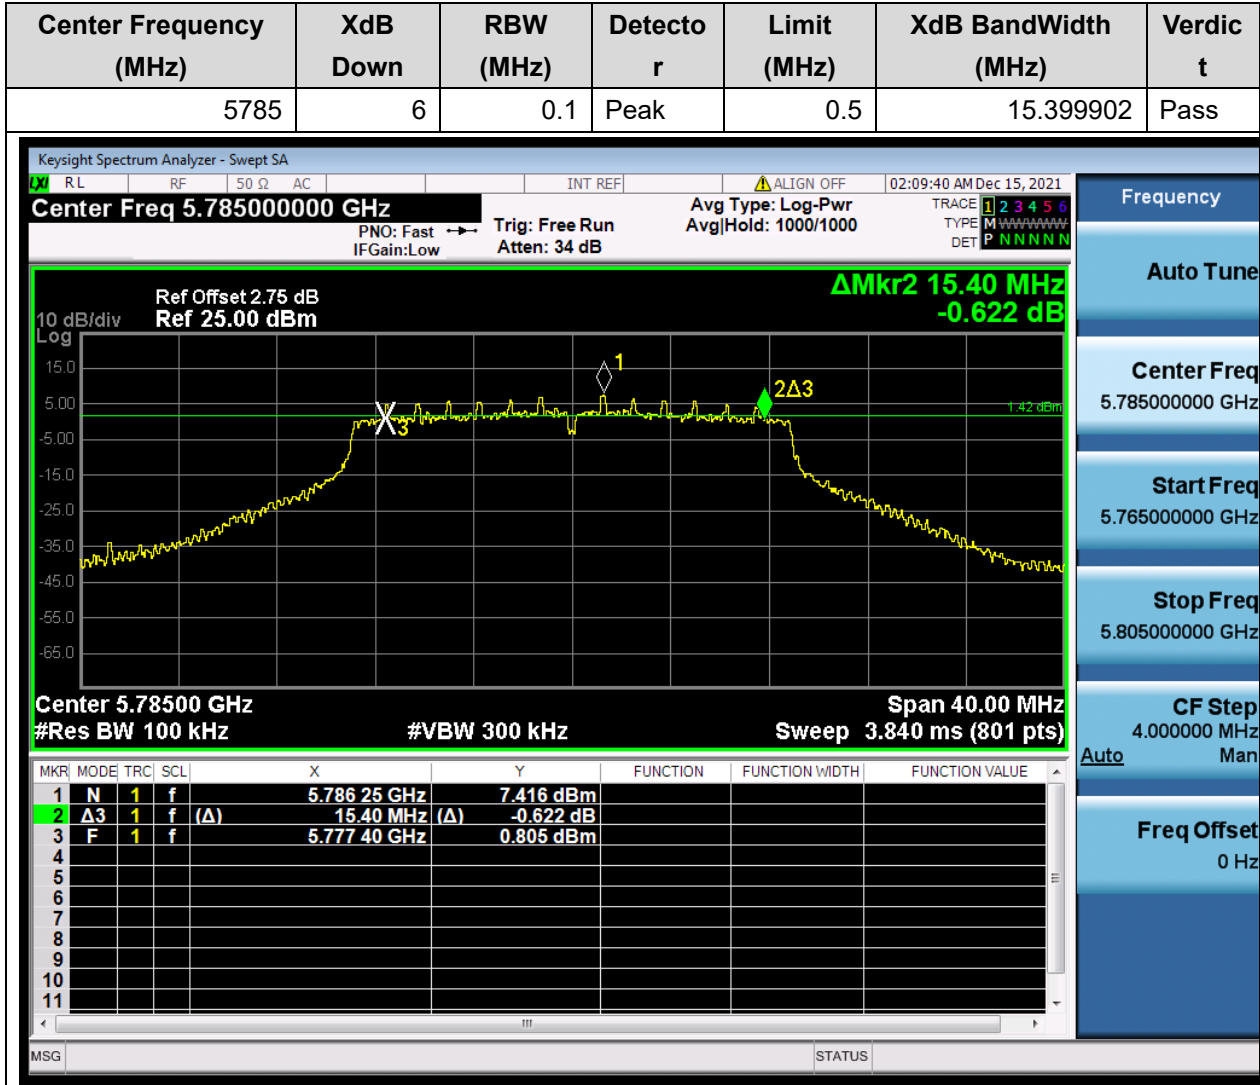 Center Frequency (MHz) XdB Down RBW (MHz) Detector Limit (MHz) XdB BandWidth (MHz) Verdict
5785 6 0.1 Peak 0.5 15.399902 Pass
Keysight Spectrum Analyzer - Swept SA
LXI RL RF 50 Ω AC INT REF ALIGN OFF 02:09:40 AM Dec 15, 2021
Center Freq 5.785000000 GHz
PNO: Fast
IFGain:Low
Trig: Free Run
Atten: 34 dB
Avg Type: Log-Pwr
Avg|Hold: 1000/1000
TRACE 1 2 3 4 5 6
TYPE M WWWWW
DET P N N N N N
ΔMkr2 15.40 MHz
-0.622 dB
Ref Offset 2.75 dB
10 dB/div Ref 25.00 dBm
Log
15.0
5.00
-5.00
-15.0
-25.0
-35.0
-45.0
-55.0
-65.0
1
2Δ3
X3
1.42 dBm
Center 5.78500 GHz Span 40.00 MHz
#Res BW 100 kHz #VBW 300 kHz Sweep 3.840 ms (801 pts)
MKR MODE TRC SCL X Y FUNCTION FUNCTION WIDTH FUNCTION VALUE
1 N 1 f 5.786 25 GHz 7.416 dBm
2 Δ3 1 f (Δ) 15.40 MHz (Δ) -0.622 dB
3 F 1 f 5.777 40 GHz 0.805 dBm
4
5
6
7
8
9
10
11
MSG STATUS
Frequency
Auto Tune
Center Freq
5.785000000 GHz
Start Freq
5.765000000 GHz
Stop Freq
5.805000000 GHz
CF Step
4.000000 MHz
Auto Man
Freq Offset
0 Hz